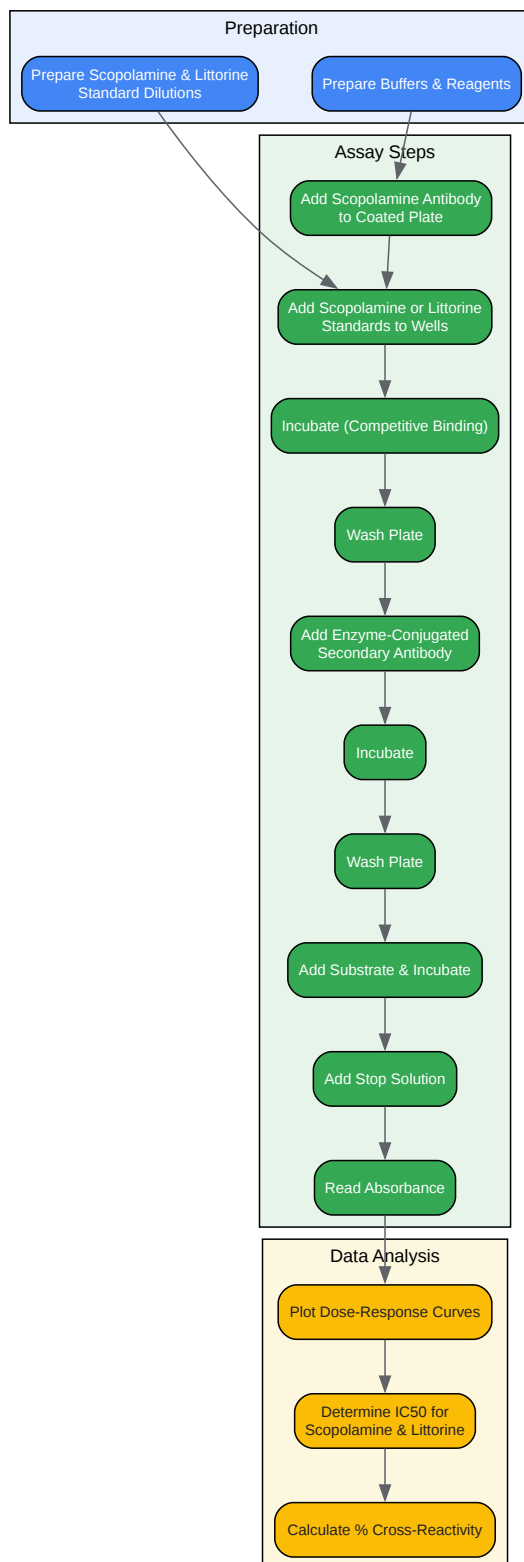 Preparation
Prepare Scopolamine & Littorine
Standard Dilutions
Prepare Buffers & Reagents
Assay Steps
Add Scopolamine Antibody
to Coated Plate
Add Scopolamine or Littorine
Standards to Wells
Incubate (Competitive Binding)
Wash Plate
Add Enzyme-Conjugated
Secondary Antibody
Incubate
Wash Plate
Add Substrate & Incubate
Add Stop Solution
Read Absorbance
Data Analysis
Plot Dose-Response Curves
Determine IC50 for
Scopolamine & Littorine
Calculate % Cross-Reactivity